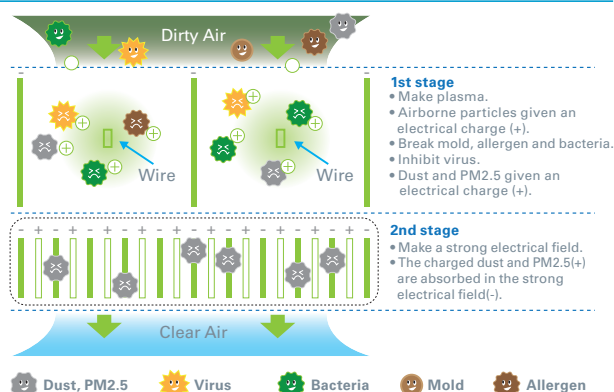 Dirty Air
1st stage
• Make plasma.
• Airborne particles given an
electrical charge (+).
• Break mold, allergen and bacteria.
• Inhibit virus.
• Dust and PM2.5 given an
electrical charge (+).
- - -
+ + + + + +
Wire Wire
2nd stage
• Make a strong electrical field.
• The charged dust and PM2.5(+)
are absorbed in the strong
electrical field(-).
- + - + - + - + - + - + - + - + - + - + -
Clear Air
Dust, PM2.5 Virus Bacteria Mold Allergen